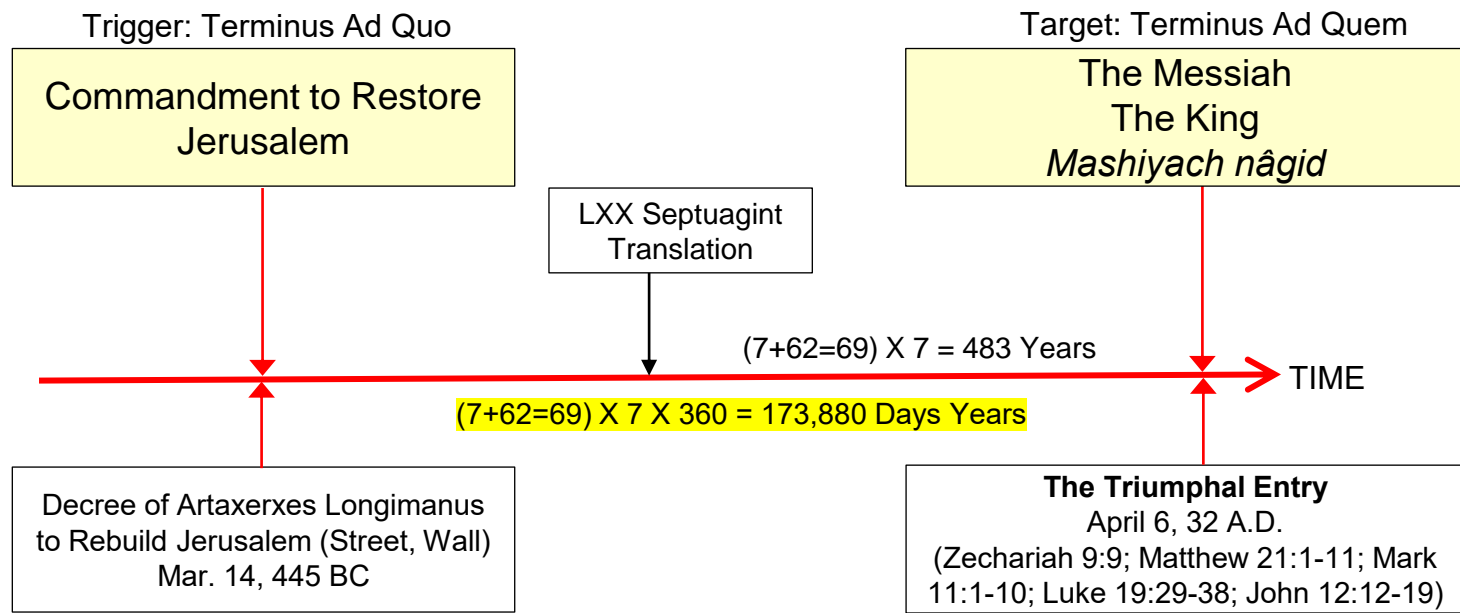 Trigger: Terminus Ad Quo
Target: Terminus Ad Quem
Commandment to Restore
Jerusalem
The Messiah
The King
Mashiyach nâgid
LXX Septuagint
Translation
(7+62=69) X 7 = 483 Years
TIME
(7+62=69) X 7 X 360 = 173,880 Days Years
Decree of Artaxerxes Longimanus
to Rebuild Jerusalem (Street, Wall)
Mar. 14, 445 BC
The Triumphal Entry
April 6, 32 A.D.
(Zechariah 9:9; Matthew 21:1-11; Mark
11:1-10; Luke 19:29-38; John 12:12-19)